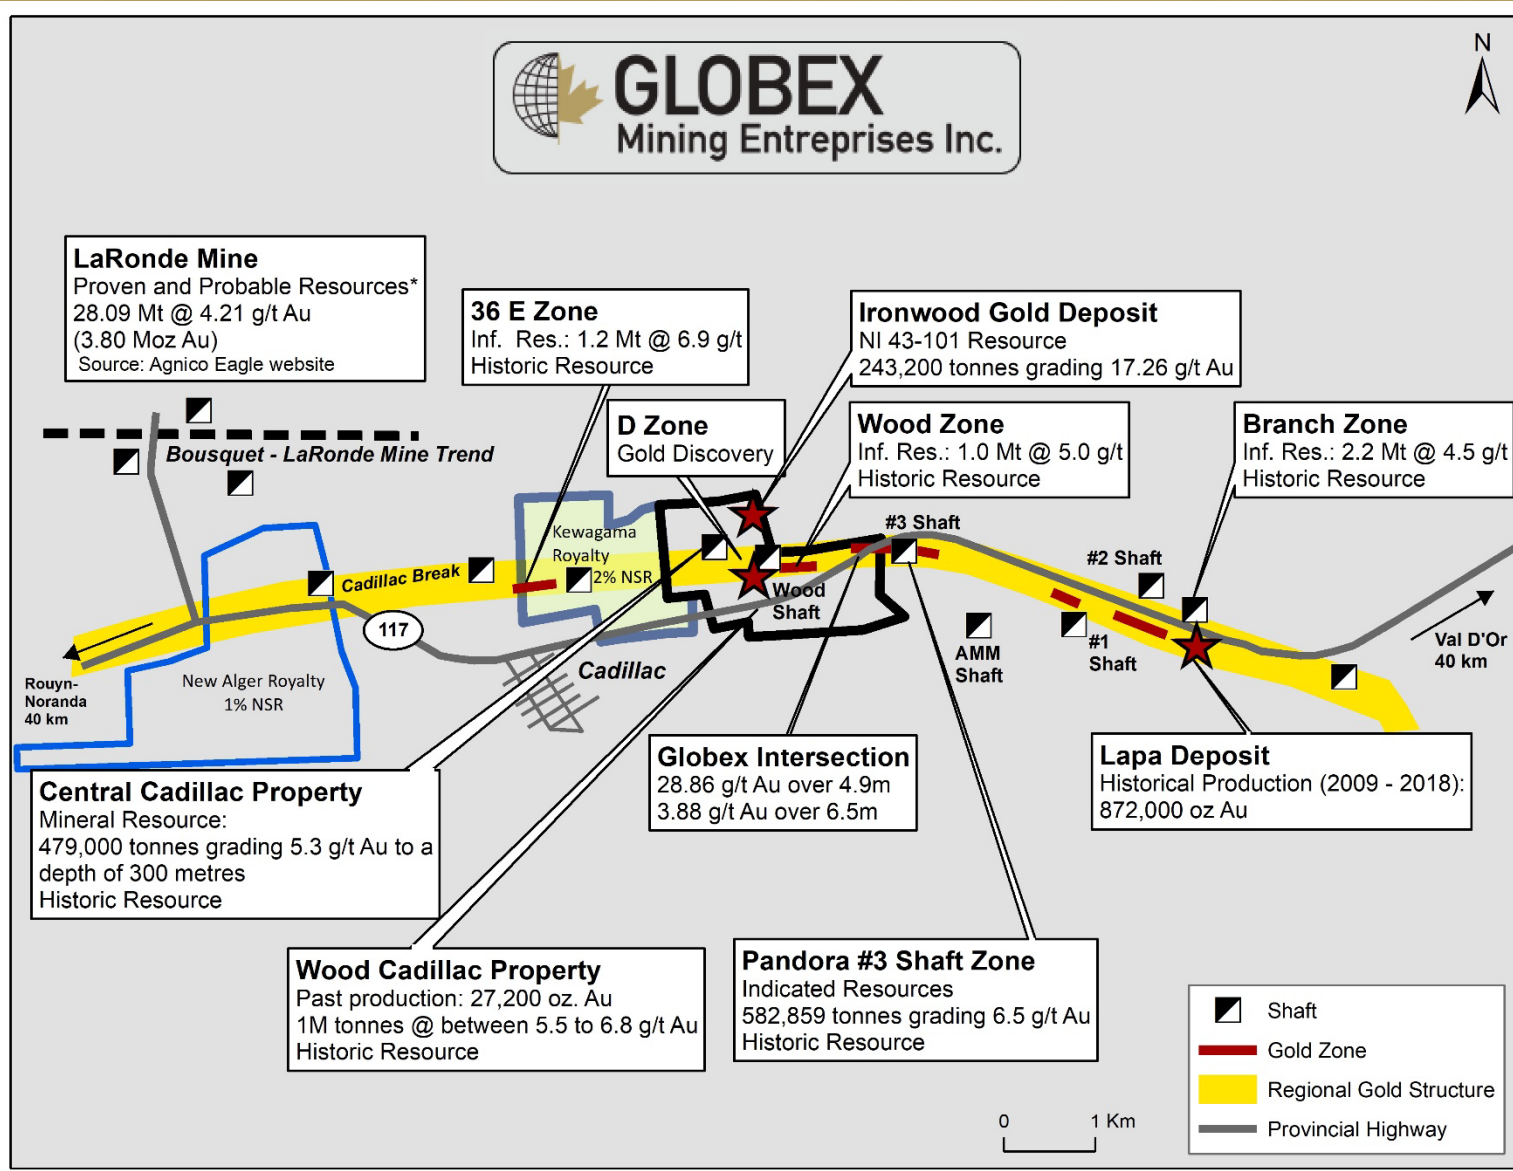 N
GLOBEX
Mining Entreprises Inc.
LaRonde Mine
Proven and Probable Resources*
28.09 Mt @ 4.21 g/t Au
(3.80 Moz Au)
Source: Agnico Eagle website
36 E Zone
Inf. Res.: 1.2 Mt @ 6.9 g/t
Historic Resource
Ironwood Gold Deposit
NI 43-101 Resource
243,200 tonnes grading 17.26 g/t Au
D Zone
Gold Discovery
Wood Zone
Inf. Res.: 1.0 Mt @ 5.0 g/t
Historic Resource
Branch Zone
Inf. Res.: 2.2 Mt @ 4.5 g/t
Historic Resource
Bousquet - LaRonde Mine Trend
Kewagama
Royalty
2% NSR
#3 Shaft
#2 Shaft
Cadillac Break
Wood
Shaft
117
AMM
Shaft
#1
Shaft
Val D'Or
40 km
Rouyn-
Noranda
40 km
New Alger Royalty
1% NSR
Cadillac
Central Cadillac Property
Mineral Resource:
479,000 tonnes grading 5.3 g/t Au to a
depth of 300 metres
Historic Resource
Globex Intersection
28.86 g/t Au over 4.9m
3.88 g/t Au over 6.5m
Lapa Deposit
Historical Production (2009 - 2018):
872,000 oz Au
Wood Cadillac Property
Past production: 27,200 oz. Au
1M tonnes @ between 5.5 to 6.8 g/t Au
Historic Resource
Pandora #3 Shaft Zone
Indicated Resources
582,859 tonnes grading 6.5 g/t Au
Historic Resource
Shaft
Gold Zone
Regional Gold Structure
Provincial Highway
0 1 Km